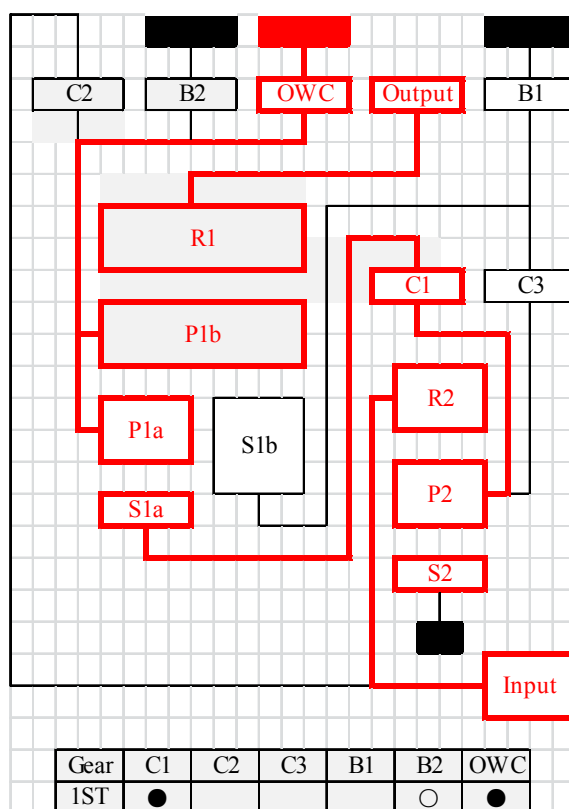 C2 B2 OWC Output B1
R1
C1 C3
P1b
R2
P1a
S1b
P2
S1a
S2
Input
Gear C1 C2 C3 B1 B2 OWC
1ST ● ○ ●